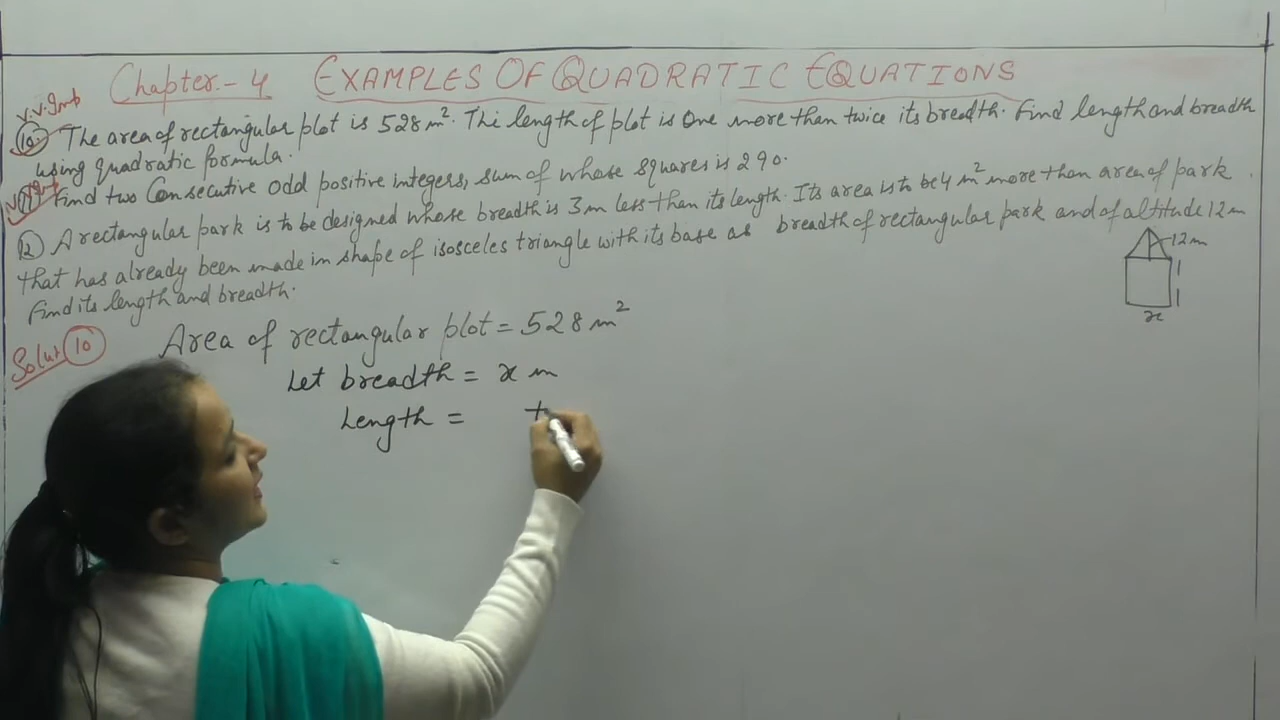 Chapter-4 EXAMPLES OF QUADRATIC EQUATIONS
V.V.Imp
10. The area of rectangular plot is 528 m². The length of plot is one more than twice its breadth. Find length and breadth
using quadratic formula.
Find two Consecutive odd positive integers, sum of whose squares is 290.
12 A rectangular park is to be designed whose breadth is 3m less than its length. Its area is to be 4 m² more than area of park
that has already been made in shape of isosceles triangle with its base as breadth of rectangular park and of altitude 12 m
Find its length and breadth.
12m
x
Solut 10
Area of rectangular plot = 528 m²
Let breadth = x m
Length = +